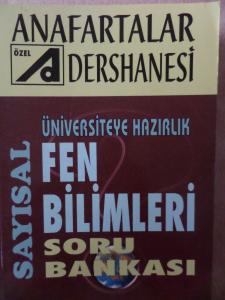 ANAFARTALAR
ÖZEL
A
DERSHANESİ
ÜNİVERSİTEYE HAZIRLIK
SAYISAL
FEN
BİLİMLERİ
SORU
BANKASI